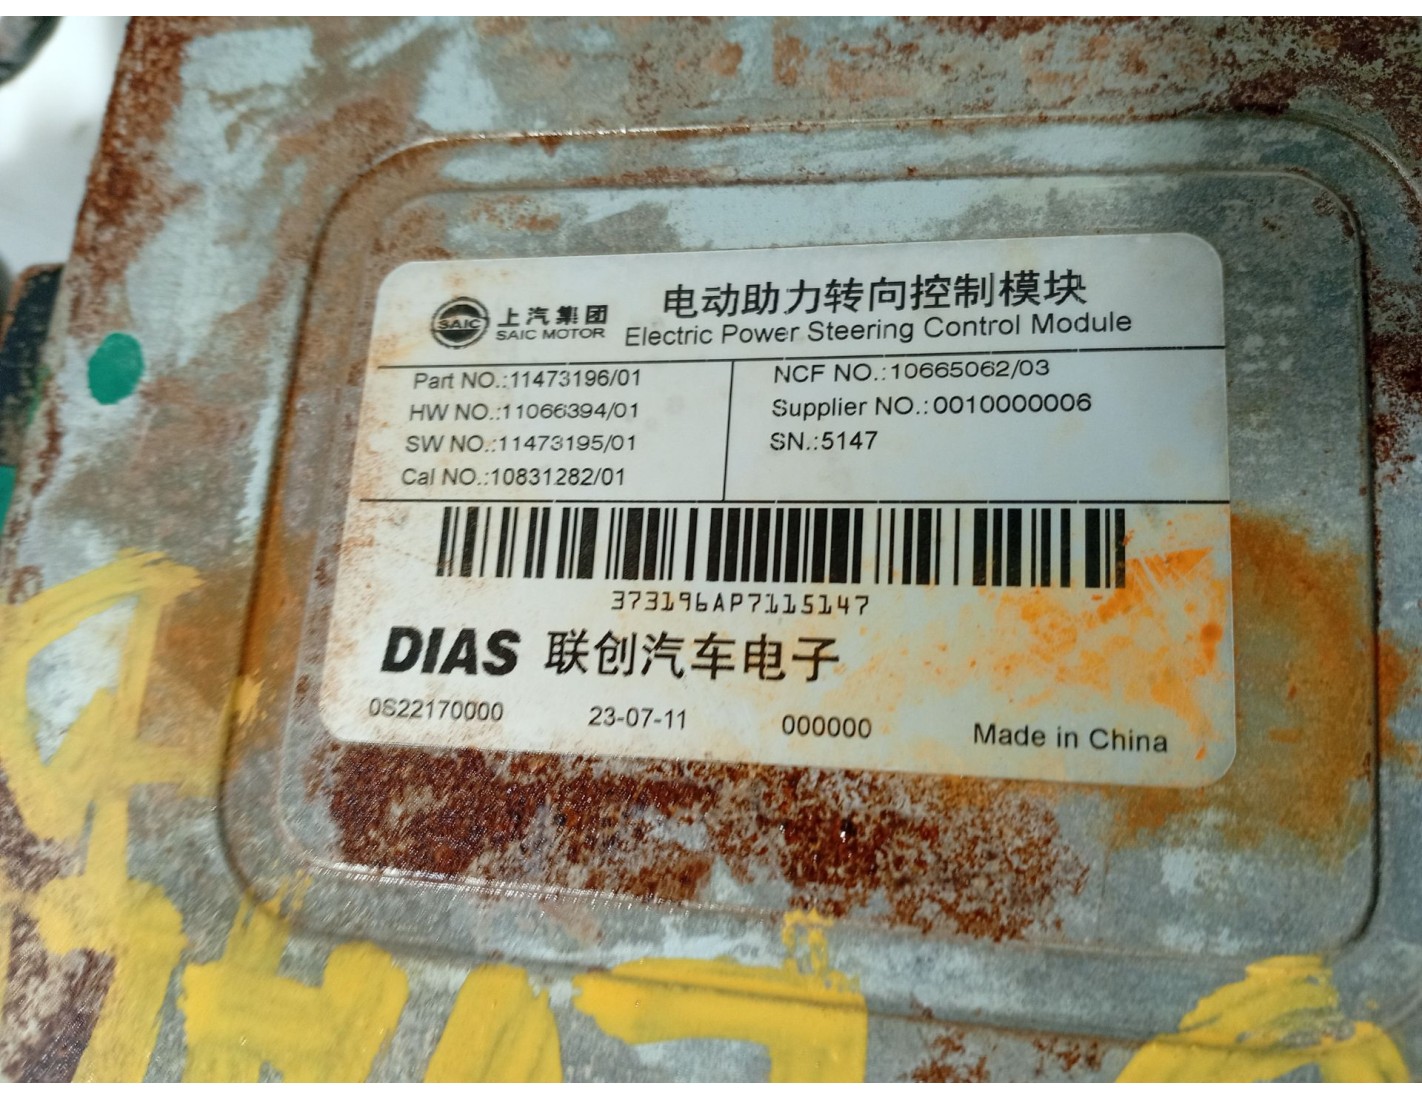 SAIC 上汽集团
SAIC MOTOR
电动助力转向控制模块
Electric Power Steering Control Module
Part NO.:11473196/01
HW NO.:11066394/01
SW NO.:11473195/01
Cal NO.:10831282/01
NCF NO.:10665062/03
Supplier NO.:0010000006
SN.:5147
373196AP7115147
DIAS 联创汽车电子
0S22170000 23-07-11 000000 Made in China